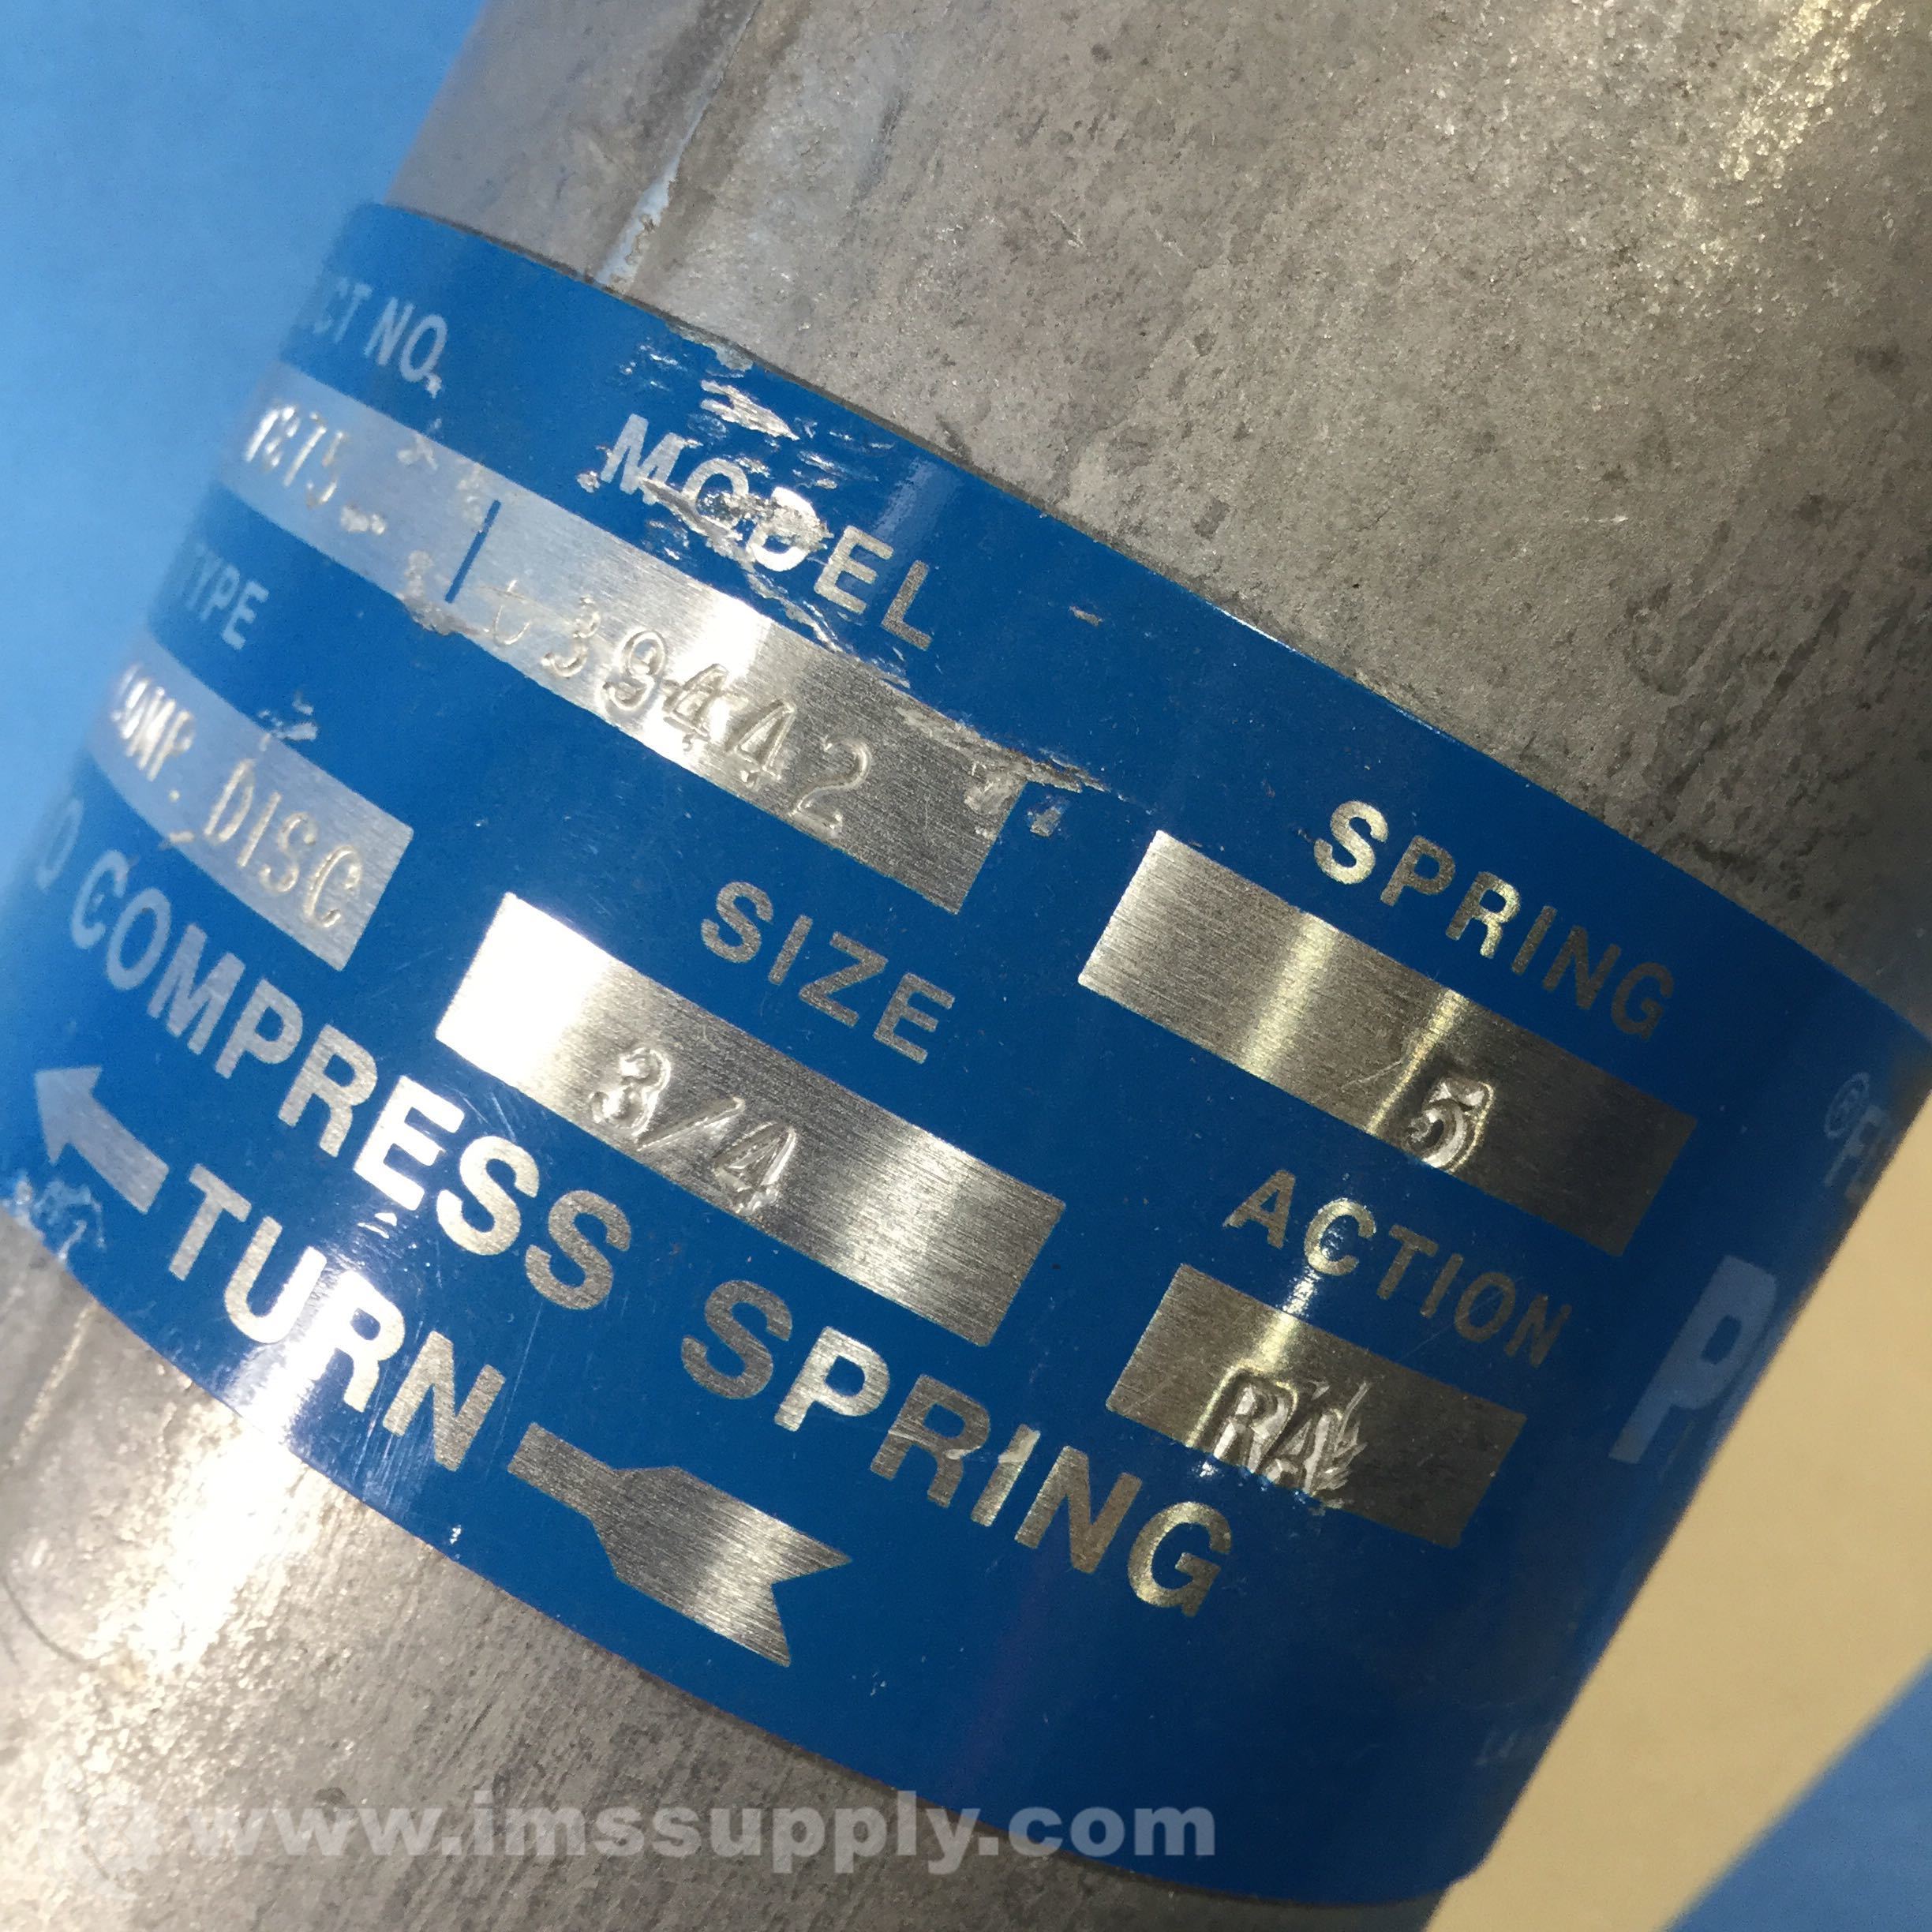 CT NO. MODEL SPRING
39442 5
TYPE SIZE ACTION
COMP. DISC 3/4 RA
O COMPRESS SPRING
TURN
www.imssupply.com